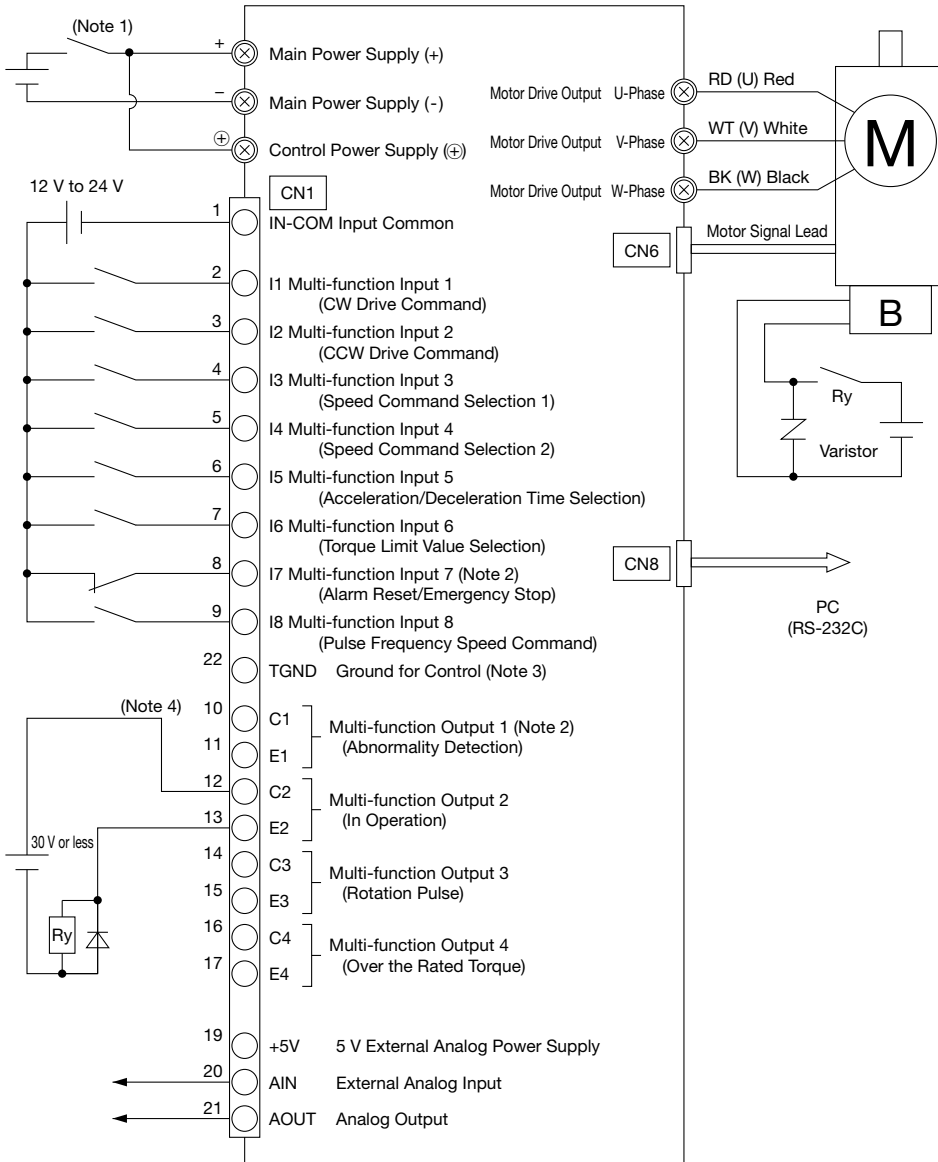 (Note 1)
+
Main Power Supply (+)
−
Main Power Supply (-)
⊕
Control Power Supply (⊕)
Motor Drive Output U-Phase
RD (U) Red
Motor Drive Output V-Phase
WT (V) White
Motor Drive Output W-Phase
BK (W) Black
M
CN6
Motor Signal Lead
B
Ry
Varistor
CN8
PC
(RS-232C)
12 V to 24 V
CN1
1
IN-COM Input Common
2
I1 Multi-function Input 1
(CW Drive Command)
3
I2 Multi-function Input 2
(CCW Drive Command)
4
I3 Multi-function Input 3
(Speed Command Selection 1)
5
I4 Multi-function Input 4
(Speed Command Selection 2)
6
I5 Multi-function Input 5
(Acceleration/Deceleration Time Selection)
7
I6 Multi-function Input 6
(Torque Limit Value Selection)
8
I7 Multi-function Input 7 (Note 2)
(Alarm Reset/Emergency Stop)
9
I8 Multi-function Input 8
(Pulse Frequency Speed Command)
22
TGND Ground for Control (Note 3)
(Note 4)
10
C1
Multi-function Output 1 (Note 2)
(Abnormality Detection)
11
E1
12
C2
Multi-function Output 2
(In Operation)
13
E2
30 V or less
Ry
14
C3
Multi-function Output 3
(Rotation Pulse)
15
E3
16
C4
Multi-function Output 4
(Over the Rated Torque)
17
E4
19
+5V 5 V External Analog Power Supply
20
AIN External Analog Input
21
AOUT Analog Output